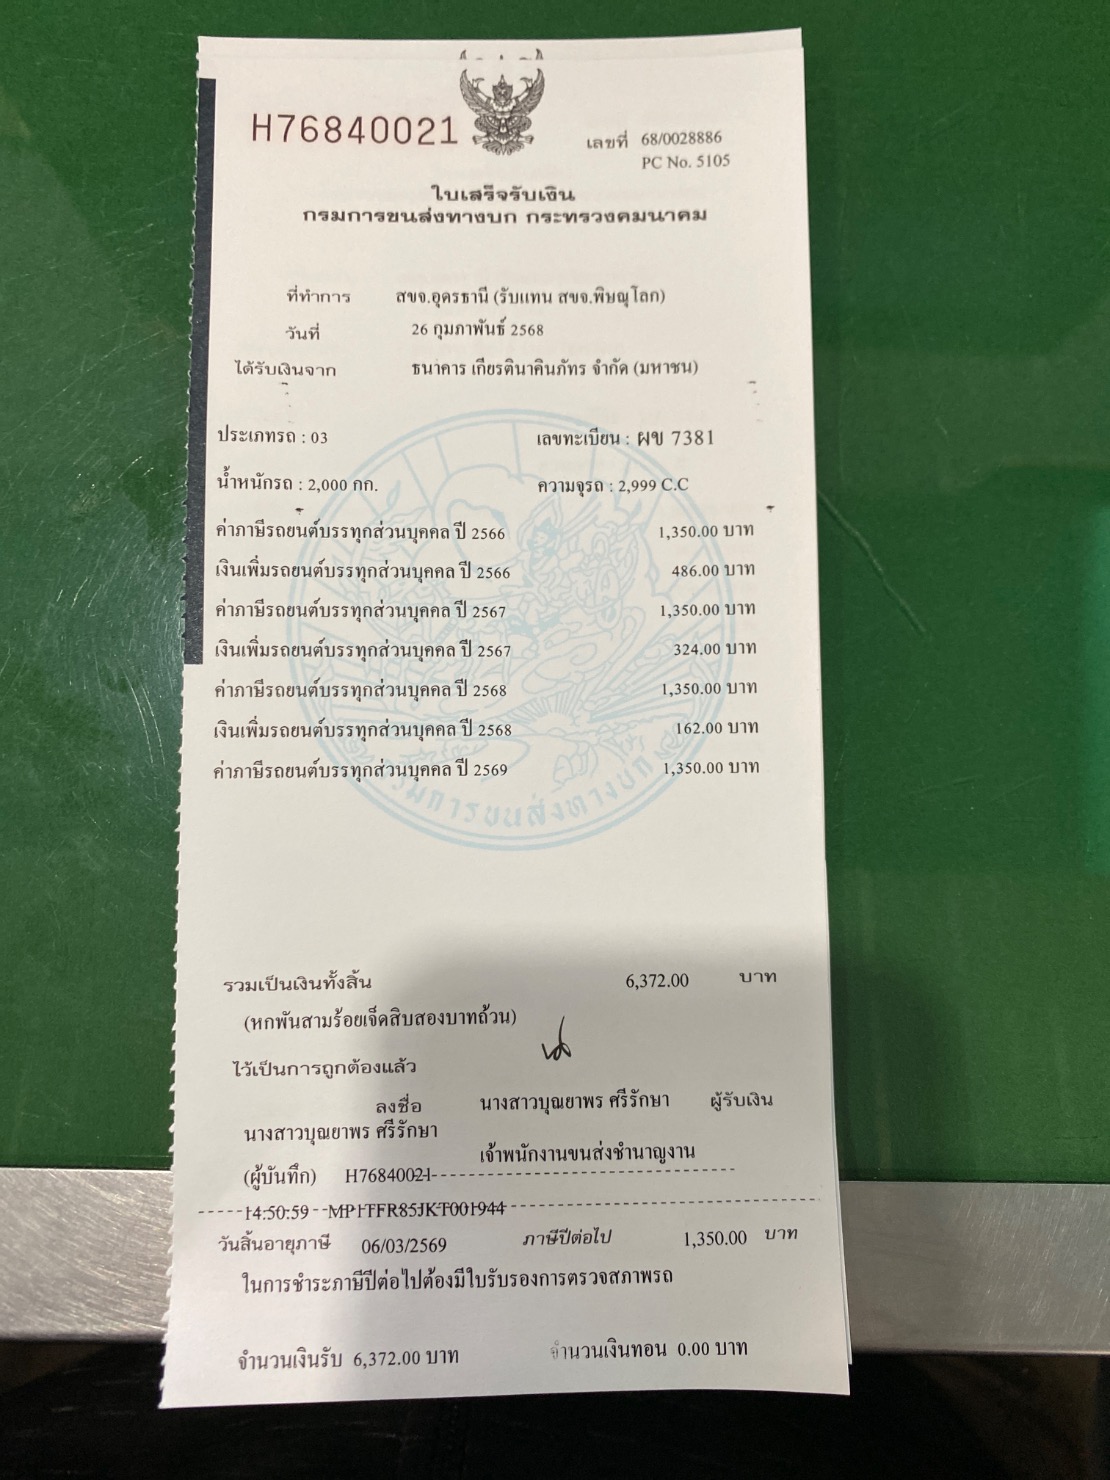 H76840021
เลขที่ 68/0028886
PC No. 5105
ใบเสร็จรับเงิน
กรมการขนส่งทางบก กระทรวงคมนาคม
ที่ทำการ สขจ.อุดรธานี (รับแทน สขจ.พิษณุโลก)
วันที่ 26 กุมภาพันธ์ 2568
ได้รับเงินจาก ธนาคาร เกียรตินาคินภัทร จำกัด (มหาชน)
ประเภทรถ : 03 เลขทะเบียน : ผข 7381
น้ำหนักรถ : 2,000 กก. ความจุรถ : 2,999 C.C
ค่าภาษีรถยนต์บรรทุกส่วนบุคคล ปี 2566 1,350.00 บาท
เงินเพิ่มรถยนต์บรรทุกส่วนบุคคล ปี 2566 486.00 บาท
ค่าภาษีรถยนต์บรรทุกส่วนบุคคล ปี 2567 1,350.00 บาท
เงินเพิ่มรถยนต์บรรทุกส่วนบุคคล ปี 2567 324.00 บาท
ค่าภาษีรถยนต์บรรทุกส่วนบุคคล ปี 2568 1,350.00 บาท
เงินเพิ่มรถยนต์บรรทุกส่วนบุคคล ปี 2568 162.00 บาท
ค่าภาษีรถยนต์บรรทุกส่วนบุคคล ปี 2569 1,350.00 บาท
กรมการขนส่งทางบก
รวมเป็นเงินทั้งสิ้น 6,372.00 บาท
(หกพันสามร้อยเจ็ดสิบสองบาทถ้วน)
ไว้เป็นการถูกต้องแล้ว
ลงชื่อ นางสาวบุณยาพร ศรีรักษา ผู้รับเงิน
นางสาวบุณยาพร ศรีรักษา
เจ้าพนักงานขนส่งชำนาญงาน
(ผู้บันทึก) H76840021
14:50:59 MP1TFR85JKT001944
วันสิ้นอายุภาษี 06/03/2569 ภาษีปีต่อไป 1,350.00 บาท
ในการชำระภาษีปีต่อไปต้องมีใบรับรองการตรวจสภาพรถ
จำนวนเงินรับ 6,372.00 บาท จำนวนเงินทอน 0.00 บาท